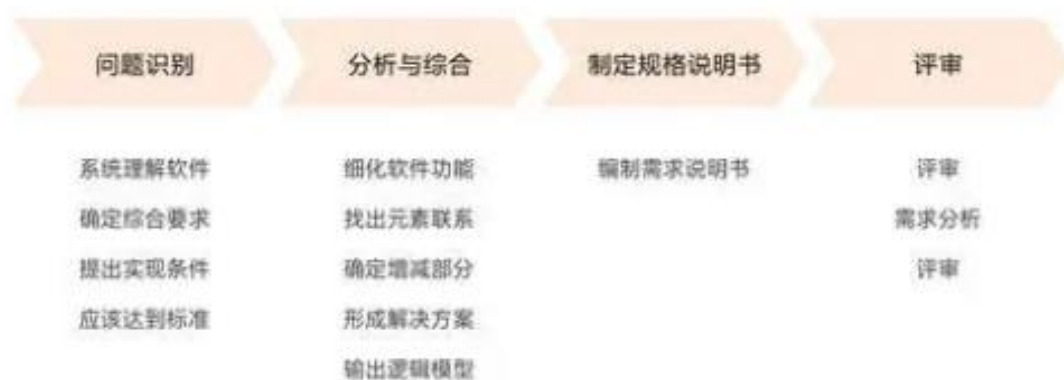 问题识别
分析与综合
制定规格说明书
评审
系统理解软件
确定综合要求
提出实现条件
应该达到标准
细化软件功能
找出元素联系
确定增减部分
形成解决方案
输出逻辑模型
编制需求说明书
评审
需求分析
评审